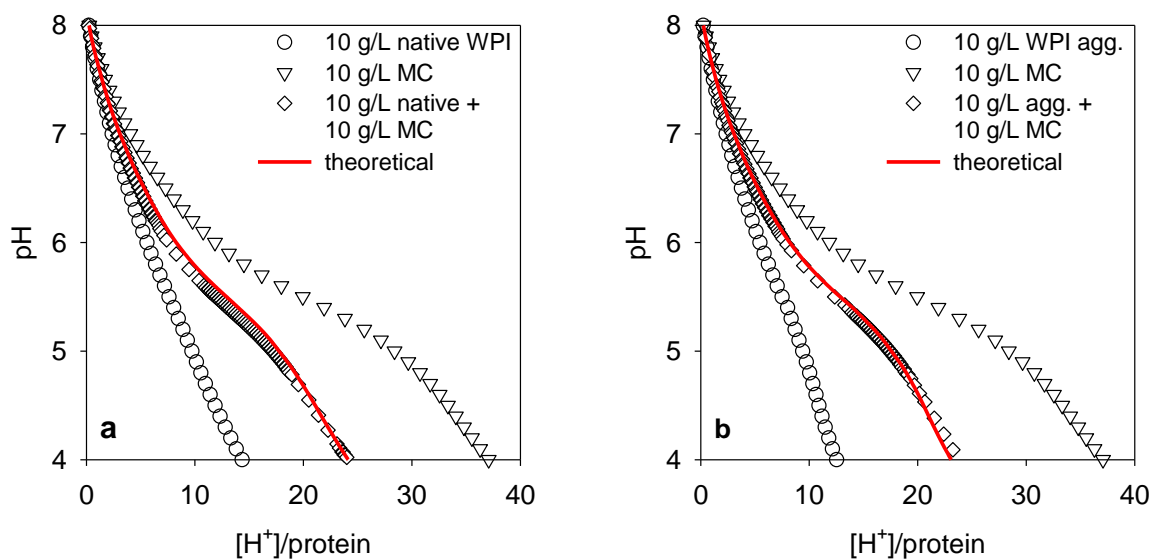 8
7
6
5
4
pH
0
10
20
30
40
[H⁺]/protein
10 g/L native WPI
10 g/L MC
10 g/L native +
10 g/L MC
theoretical
a
8
7
6
5
4
pH
0
10
20
30
40
[H⁺]/protein
10 g/L WPI agg.
10 g/L MC
10 g/L agg. +
10 g/L MC
theoretical
b